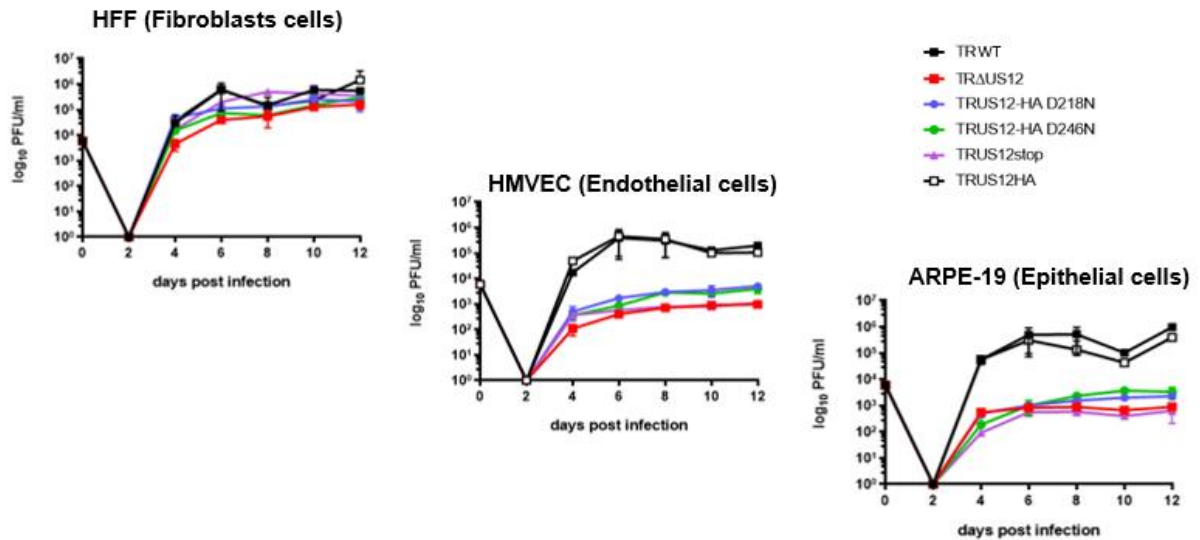 HFF (Fibroblasts cells)
log₁₀ PFU/ml
10⁷
10⁶
10⁵
10⁴
10³
10²
10¹
10⁰
0 2 4 6 8 10 12
days post infection
HMVEC (Endothelial cells)
log₁₀ PFU/ml
10⁷
10⁶
10⁵
10⁴
10³
10²
10¹
10⁰
0 2 4 6 8 10 12
days post infection
TRWT
TRΔUS12
TRUS12-HA D218N
TRUS12-HA D246N
TRUS12stop
TRUS12HA
ARPE-19 (Epithelial cells)
log₁₀ PFU/ml
10⁷
10⁶
10⁵
10⁴
10³
10²
10¹
10⁰
0 2 4 6 8 10 12
days post infection